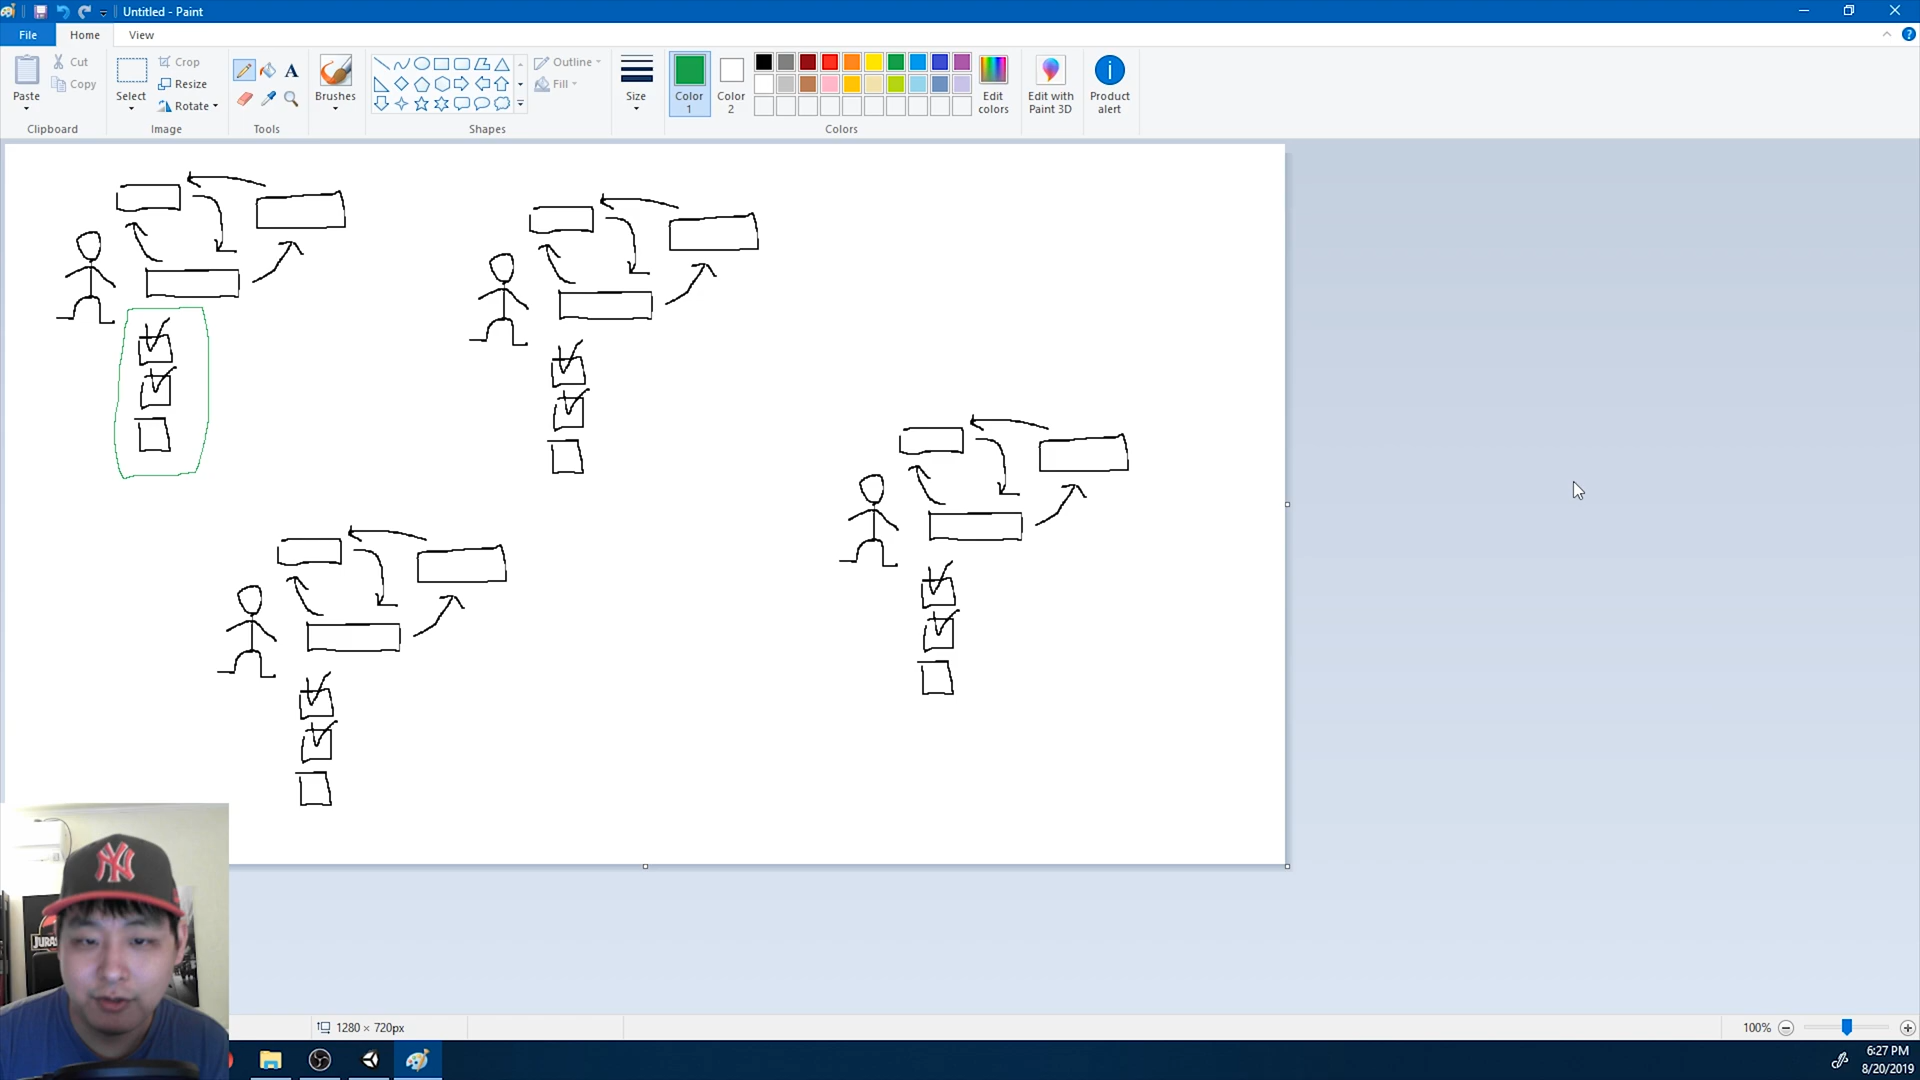 Untitled - Paint
File
Home
View
Paste
Cut
Copy
Clipboard
Select
Crop
Resize
Rotate
Image
A
Tools
Brushes
Outline
Fill
Shapes
Size
Color
1
Color
2
Edit
colors
Colors
Edit with
Paint 3D
Product
alert
NY
JURA
1280 × 720px
100%
6:27 PM
8/20/2019